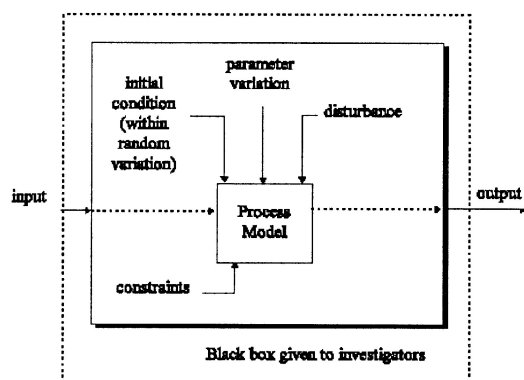 parameter
variation
initial
condition
(within
random
variation)
disturbance
input
output
Process
Model
constraints
Black box given to investigators